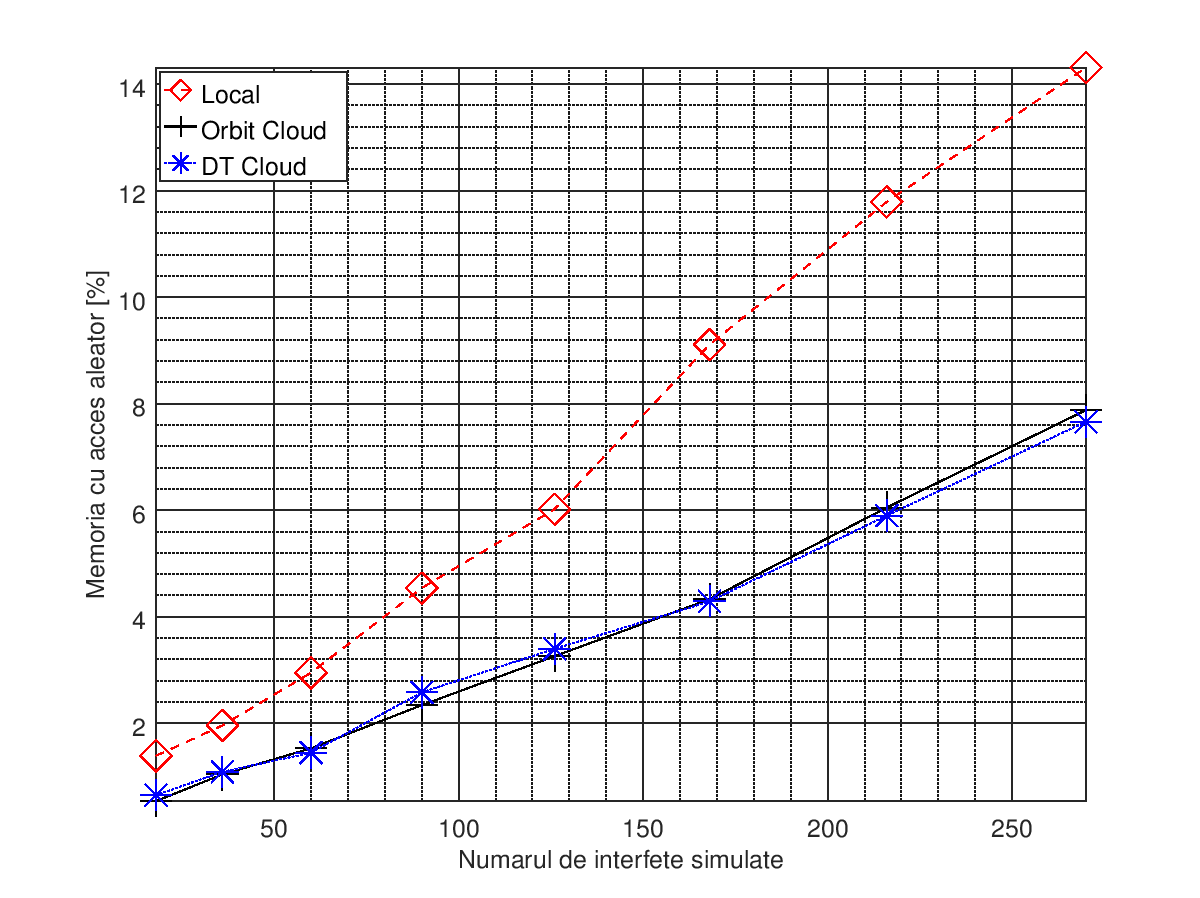 Local
Orbit Cloud
DT Cloud
14
12
10
8
6
4
2
Memoria cu acces aleator [%]
50 100 150 200 250
Numarul de interfete simulate